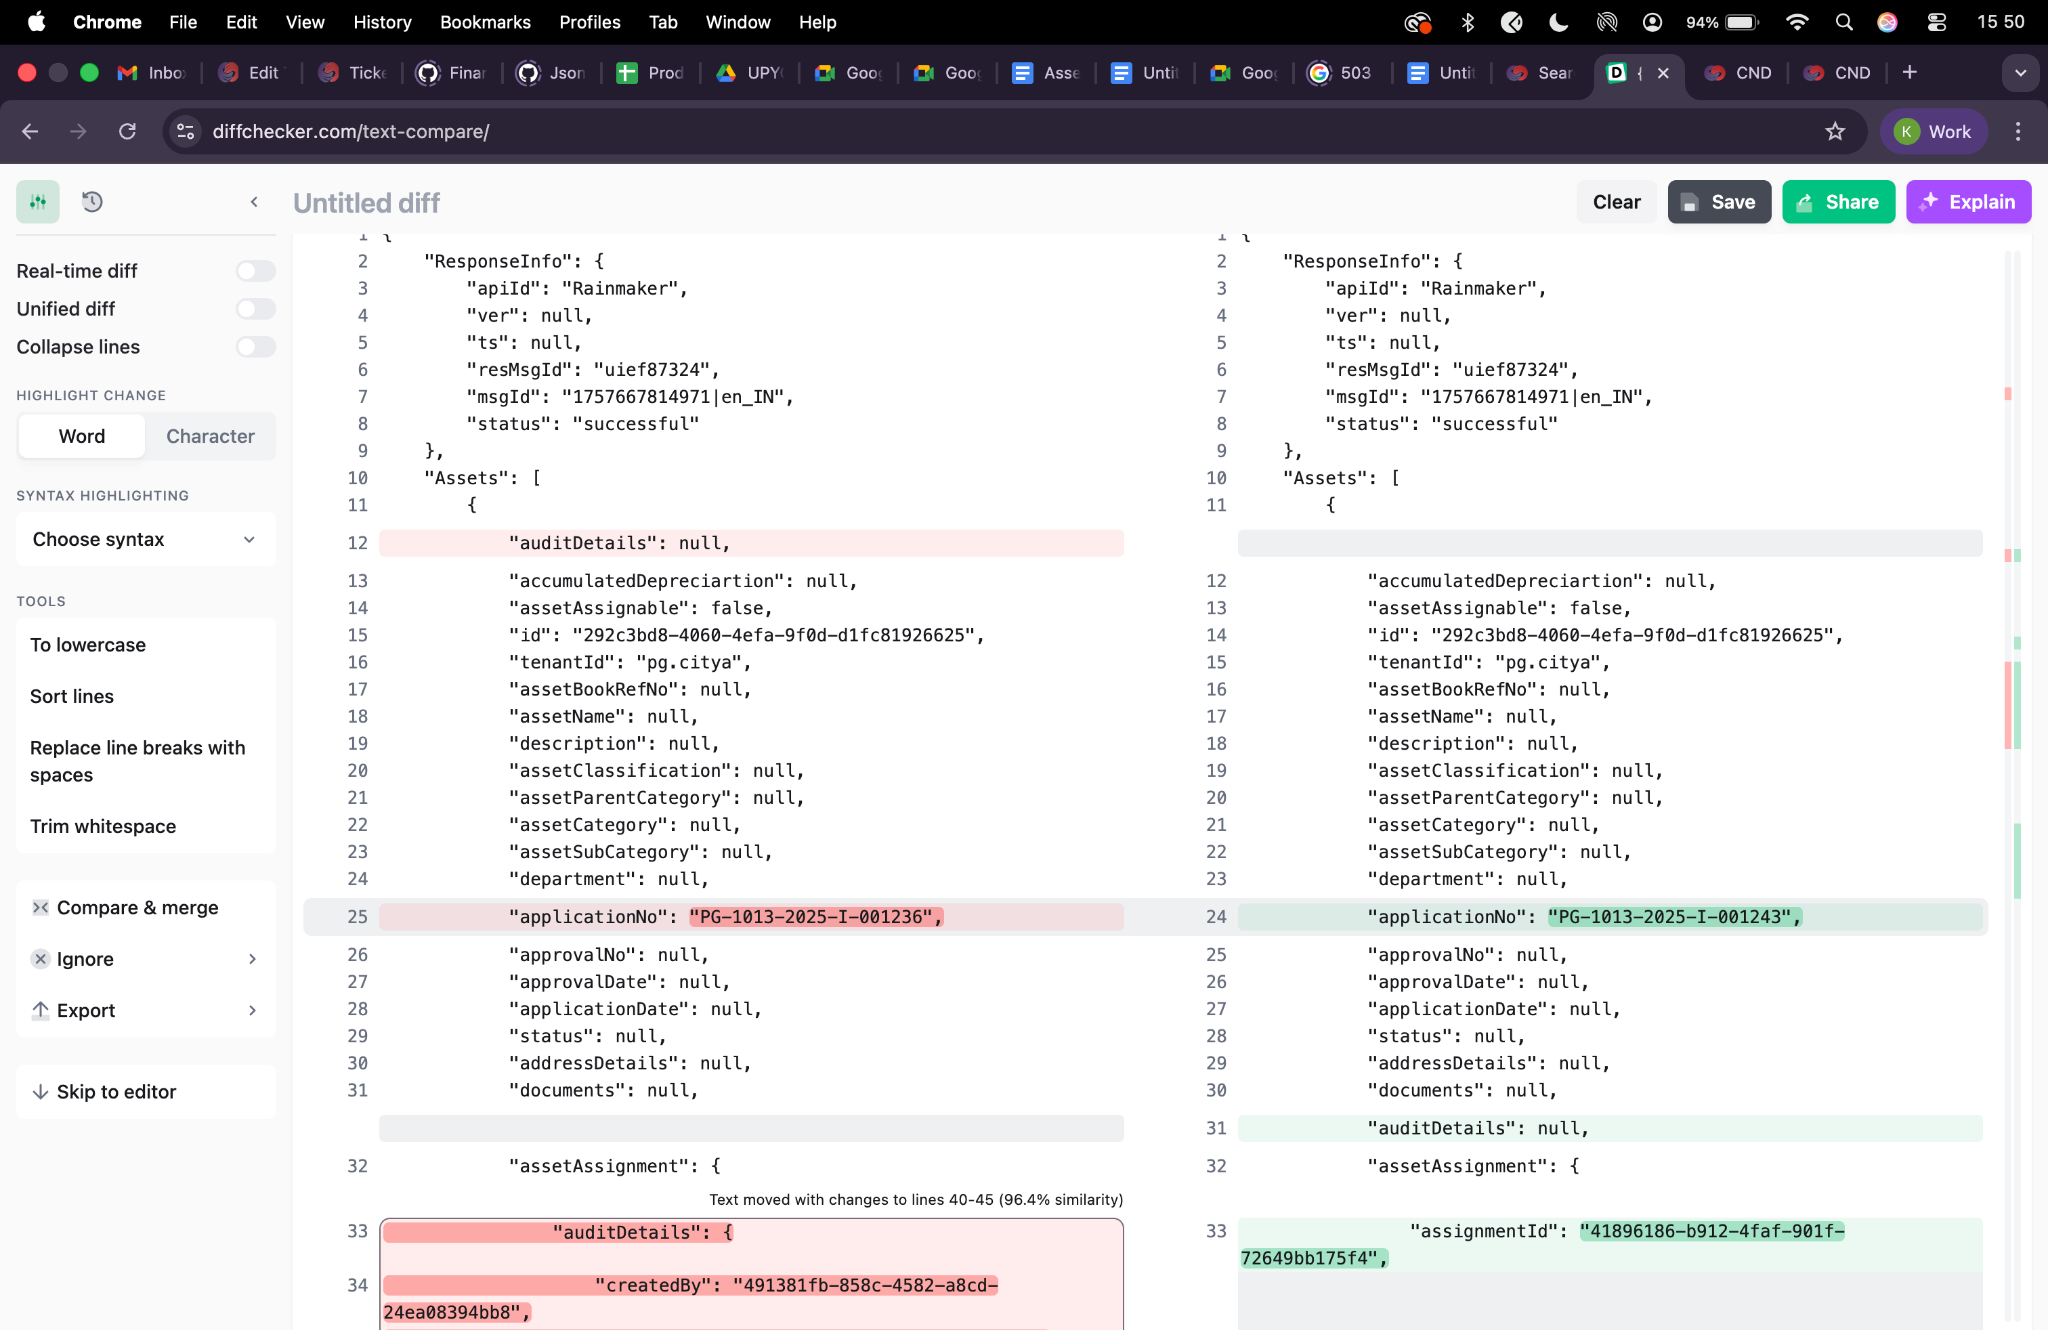 Chrome File Edit View History Bookmarks Profiles Tab Window Help 94% 15 50
Inbo Edit Ticke Finar Json Prod UPY Goog Goog Asse Unti Goog 503 Unti Sear { CND CND
diffchecker.com/text-compare/ K Work
Untitled diff Clear Save Share Explain
Real-time diff
Unified diff
Collapse lines
HIGHLIGHT CHANGE
Word Character
SYNTAX HIGHLIGHTING
Choose syntax
TOOLS
To lowercase
Sort lines
Replace line breaks with
spaces
Trim whitespace
Compare & merge
Ignore
Export
Skip to editor
1 {
2 "ResponseInfo": {
3 "apiId": "Rainmaker",
4 "ver": null,
5 "ts": null,
6 "resMsgId": "uief87324",
7 "msgId": "1757667814971|en_IN",
8 "status": "successful"
9 },
10 "Assets": [
11 {
12 "auditDetails": null,
13 "accumulatedDepreciartion": null,
14 "assetAssignable": false,
15 "id": "292c3bd8-4060-4efa-9f0d-d1fc81926625",
16 "tenantId": "pg.citya",
17 "assetBookRefNo": null,
18 "assetName": null,
19 "description": null,
20 "assetClassification": null,
21 "assetParentCategory": null,
22 "assetCategory": null,
23 "assetSubCategory": null,
24 "department": null,
25 "applicationNo": "PG-1013-2025-I-001236",
26 "approvalNo": null,
27 "approvalDate": null,
28 "applicationDate": null,
29 "status": null,
30 "addressDetails": null,
31 "documents": null,
32 "assetAssignment": {
Text moved with changes to lines 40-45 (96.4% similarity)
33 "auditDetails": {
34 "createdBy": "491381fb-858c-4582-a8cd-
24ea08394bb8",
1 {
2 "ResponseInfo": {
3 "apiId": "Rainmaker",
4 "ver": null,
5 "ts": null,
6 "resMsgId": "uief87324",
7 "msgId": "1757667814971|en_IN",
8 "status": "successful"
9 },
10 "Assets": [
11 {
12 "accumulatedDepreciartion": null,
13 "assetAssignable": false,
14 "id": "292c3bd8-4060-4efa-9f0d-d1fc81926625",
15 "tenantId": "pg.citya",
16 "assetBookRefNo": null,
17 "assetName": null,
18 "description": null,
19 "assetClassification": null,
20 "assetParentCategory": null,
21 "assetCategory": null,
22 "assetSubCategory": null,
23 "department": null,
24 "applicationNo": "PG-1013-2025-I-001243",
25 "approvalNo": null,
26 "approvalDate": null,
27 "applicationDate": null,
28 "status": null,
29 "addressDetails": null,
30 "documents": null,
31 "auditDetails": null,
32 "assetAssignment": {
33 "assignmentId": "41896186-b912-4faf-901f-
72649bb175f4",